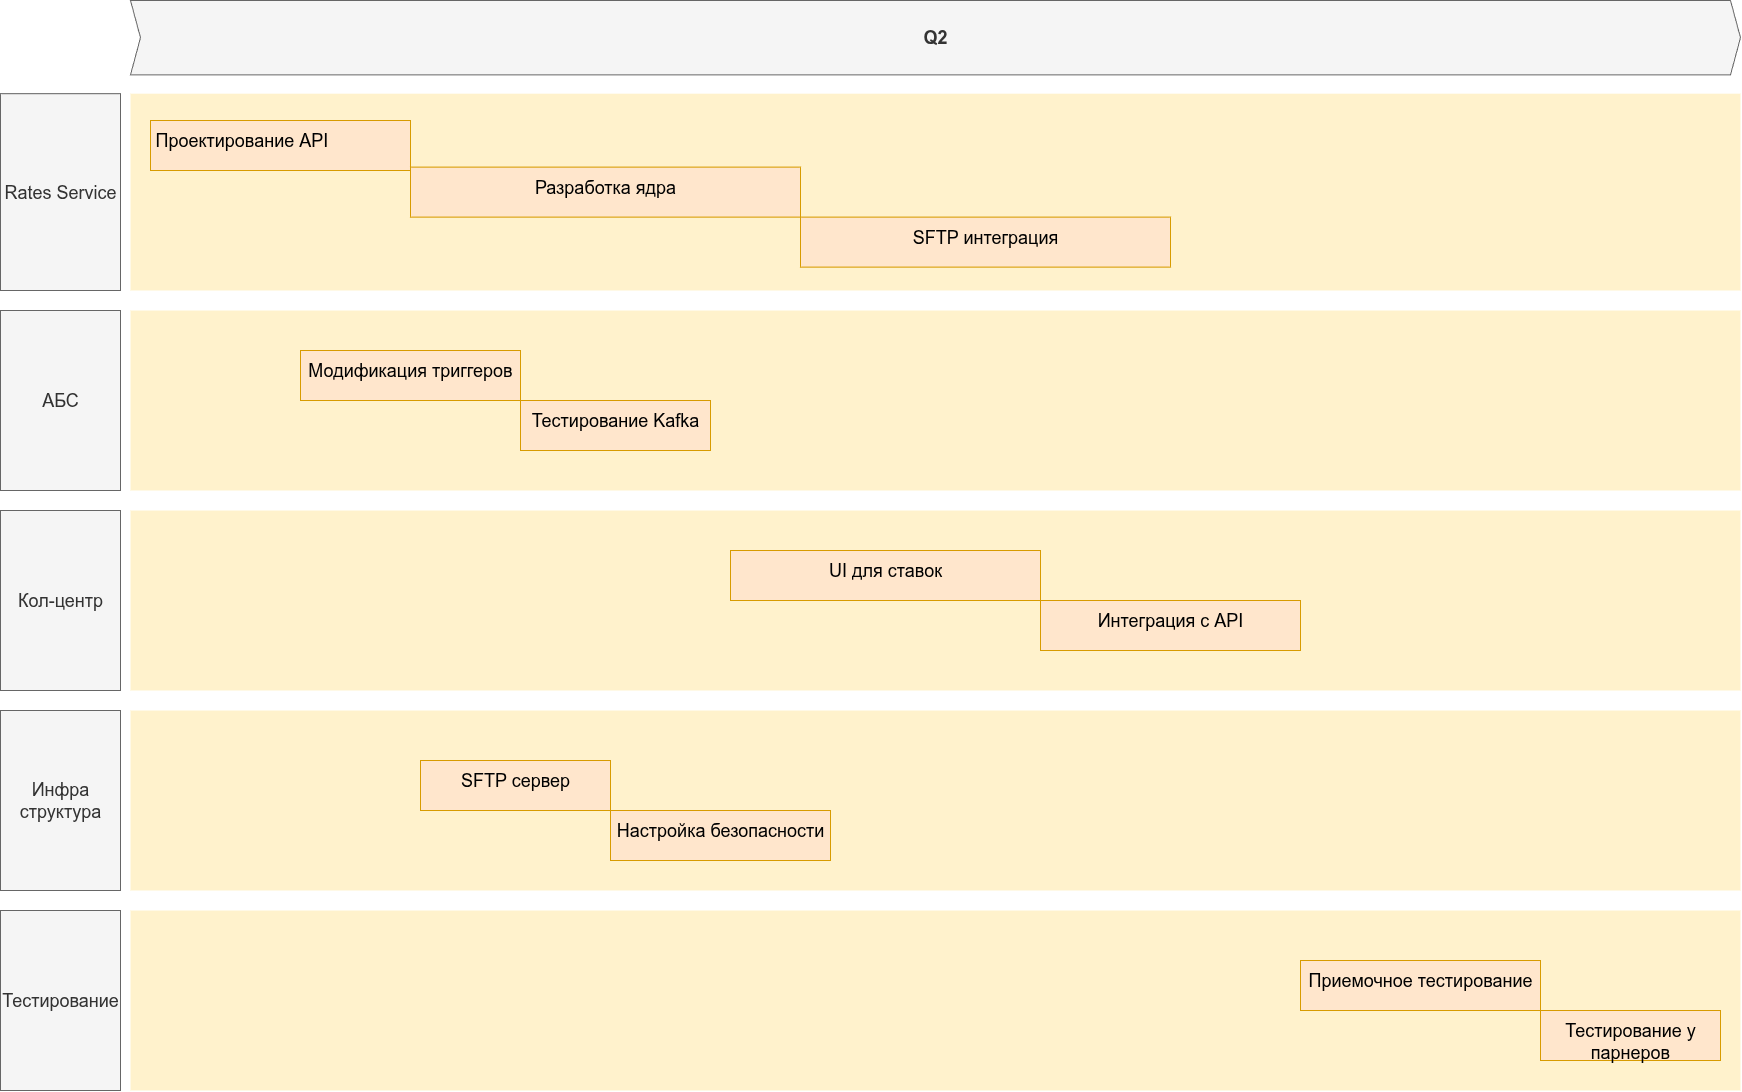 Q2
Rates Service
Проектирование API
Разработка ядра
SFTP интеграция
АБС
Модификация триггеров
Тестирование Kafka
Кол-центр
UI для ставок
Интеграция с API
Инфра
структура
SFTP сервер
Настройка безопасности
Тестирование
Приемочное тестирование
Тестирование у
парнеров